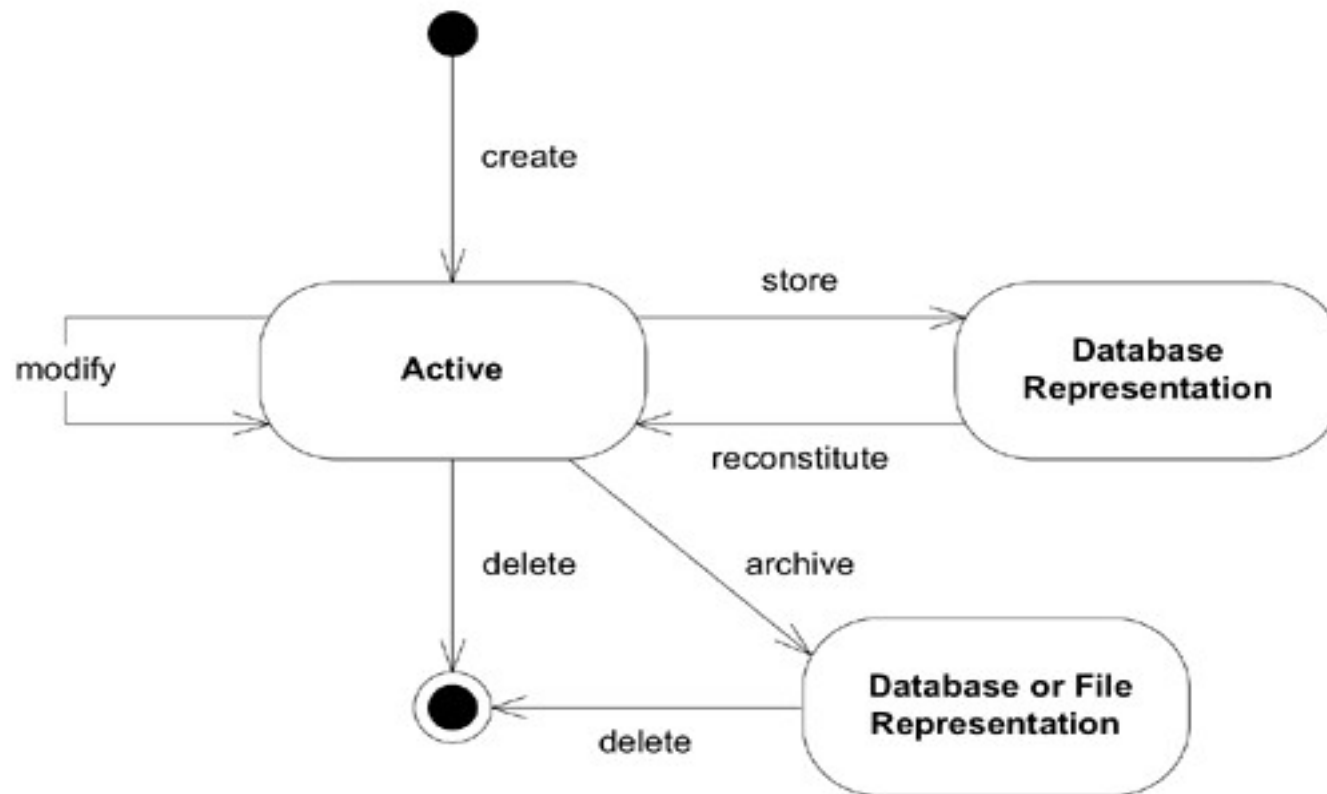 create
store
modify
Active
Database
Representation
reconstitute
delete
archive
Database or File
Representation
delete